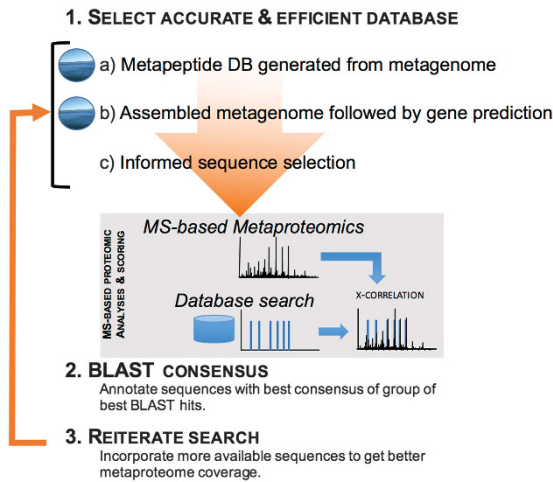 1. SELECT ACCURATE & EFFICIENT DATABASE
a) Metapeptide DB generated from metagenome
b) Assembled metagenome followed by gene prediction
c) Informed sequence selection
MS-BASED PROTEOMIC
ANALYSES & SCORING
MS-based Metaproteomics
Database search
X-CORRELATION
2. BLAST CONSENSUS
Annotate sequences with best consensus of group of
best BLAST hits.
3. REITERATE SEARCH
Incorporate more available sequences to get better
metaproteome coverage.